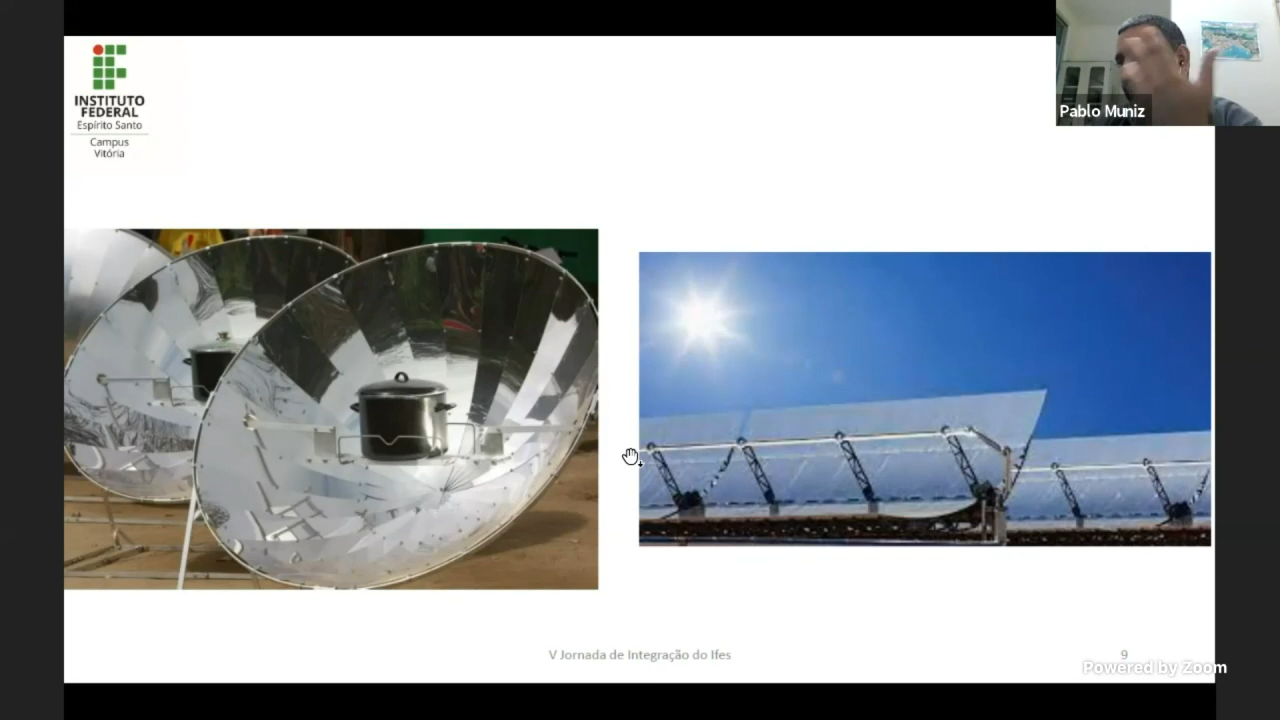 INSTITUTO
FEDERAL
Espírito Santo
Campus
Vitória
Pablo Muniz
V Jornada de Integração do Ifes
9
Powered by Zoom